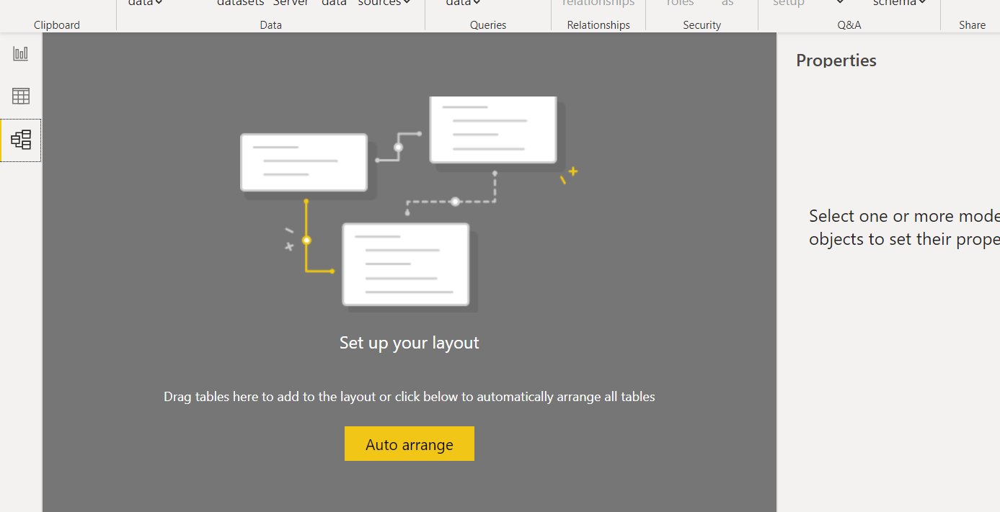 data
datasets Server data sources
data
relationships
roles as
setup
schema
Clipboard
Data
Queries
Relationships
Security
Q&A
Share
Properties
Select one or more mode
objects to set their prope
Set up your layout
Drag tables here to add to the layout or click below to automatically arrange all tables
Auto arrange